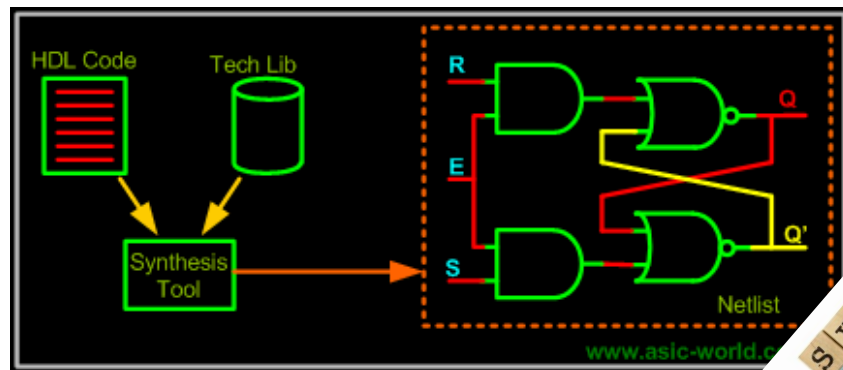 HDL Code
Tech Lib
Synthesis
Tool
R
E
S
Q
Q'
Netlist